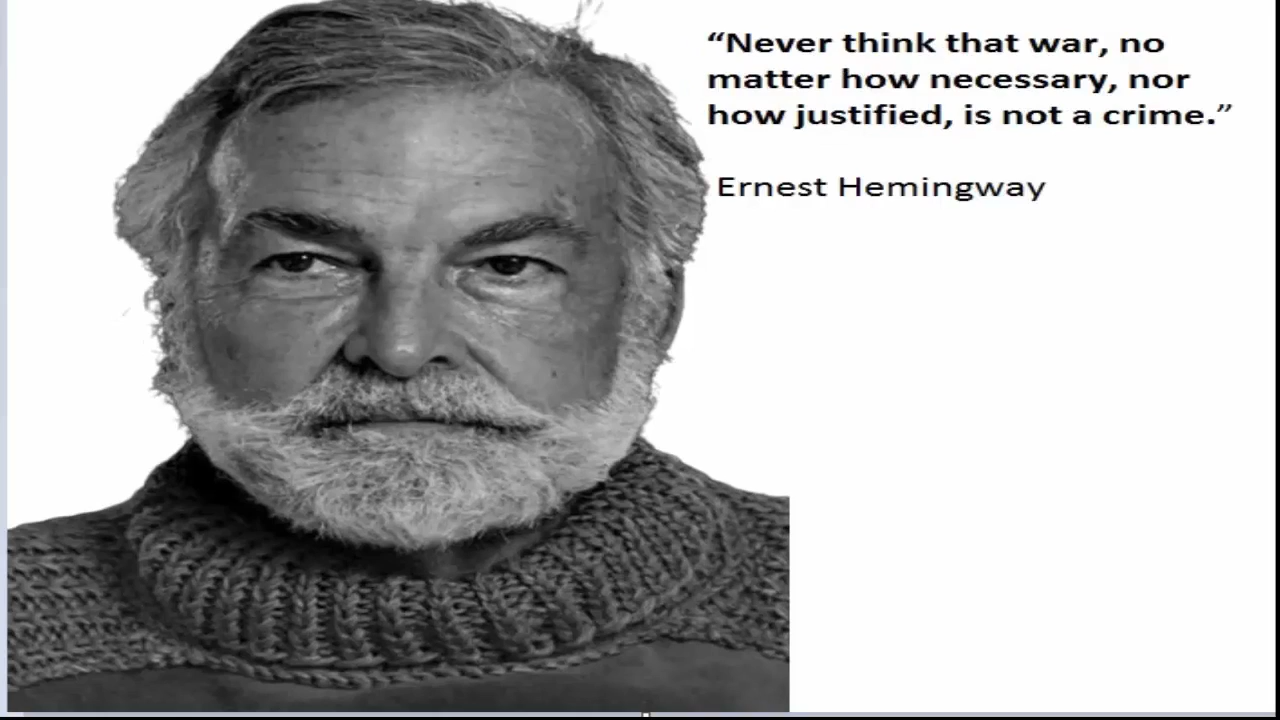 “Never think that war, no
matter how necessary, nor
how justified, is not a crime.”
Ernest Hemingway